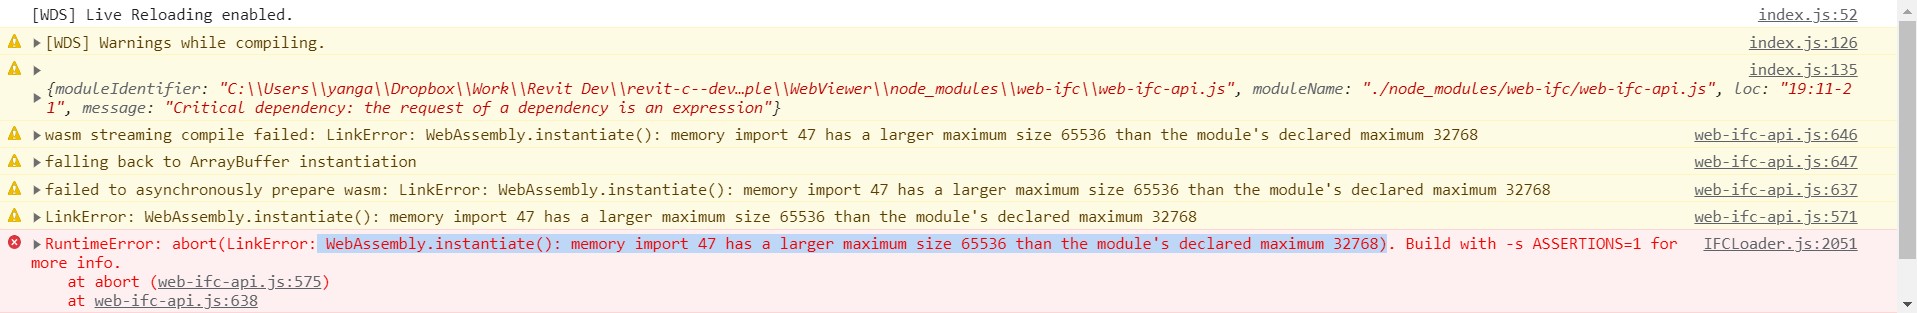 [WDS] Live Reloading enabled. index.js:52
[WDS] Warnings while compiling. index.js:126
index.js:135
{moduleIdentifier: "C:\\Users\\yanga\\Dropbox\\Work\\Revit Dev\\revit-c--dev…ple\\WebViewer\\node_modules\\web-ifc\\web-ifc-api.js", moduleName: "./node_modules/web-ifc/web-ifc-api.js", loc: "19:11-2
1", message: "Critical dependency: the request of a dependency is an expression"}
wasm streaming compile failed: LinkError: WebAssembly.instantiate(): memory import 47 has a larger maximum size 65536 than the module's declared maximum 32768 web-ifc-api.js:646
falling back to ArrayBuffer instantiation web-ifc-api.js:647
failed to asynchronously prepare wasm: LinkError: WebAssembly.instantiate(): memory import 47 has a larger maximum size 65536 than the module's declared maximum 32768 web-ifc-api.js:637
LinkError: WebAssembly.instantiate(): memory import 47 has a larger maximum size 65536 than the module's declared maximum 32768 web-ifc-api.js:571
RuntimeError: abort(LinkError: WebAssembly.instantiate(): memory import 47 has a larger maximum size 65536 than the module's declared maximum 32768). Build with -s ASSERTIONS=1 for IFCLoader.js:2051
more info.
at abort (web-ifc-api.js:575)
at web-ifc-api.js:638